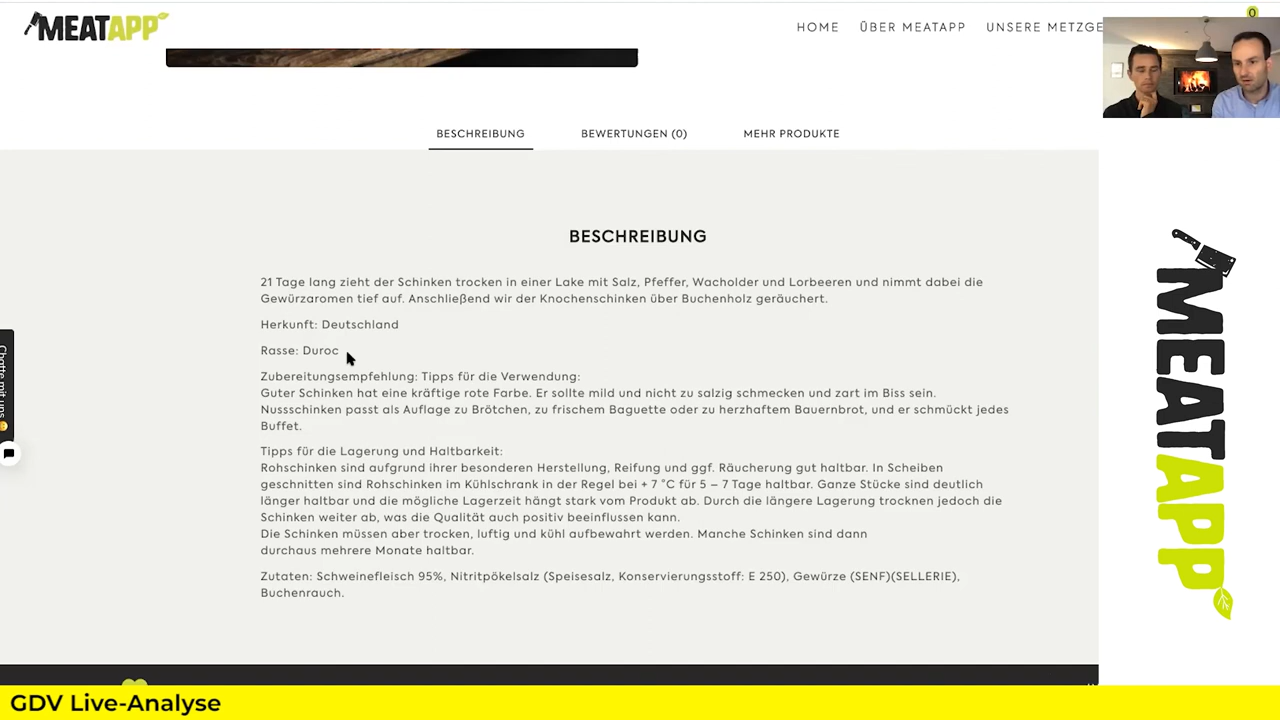 MEATAPP
HOME ÜBER MEATAPP UNSERE METZGE
0
BESCHREIBUNG BEWERTUNGEN (0) MEHR PRODUKTE
BESCHREIBUNG
21 Tage lang zieht der Schinken trocken in einer Lake mit Salz, Pfeffer, Wacholder und Lorbeeren und nimmt dabei die
Gewürzaromen tief auf. Anschließend wir der Knochenschinken über Buchenholz geräuchert.
Herkunft: Deutschland
Rasse: Duroc
Zubereitungsempfehlung: Tipps für die Verwendung:
Guter Schinken hat eine kräftige rote Farbe. Er sollte mild und nicht zu salzig schmecken und zart im Biss sein.
Nussschinken passt als Auflage zu Brötchen, zu frischem Baguette oder zu herzhaftem Bauernbrot, und er schmückt jedes
Buffet.
Tipps für die Lagerung und Haltbarkeit:
Rohschinken sind aufgrund ihrer besonderen Herstellung, Reifung und ggf. Räucherung gut haltbar. In Scheiben
geschnitten sind Rohschinken im Kühlschrank in der Regel bei + 7 °C für 5 – 7 Tage haltbar. Ganze Stücke sind deutlich
länger haltbar und die mögliche Lagerzeit hängt stark vom Produkt ab. Durch die längere Lagerung trocknen jedoch die
Schinken weiter ab, was die Qualität auch positiv beeinflussen kann.
Die Schinken müssen aber trocken, luftig und kühl aufbewahrt werden. Manche Schinken sind dann
durchaus mehrere Monate haltbar.
Zutaten: Schweinefleisch 95%, Nitritpökelsalz (Speisesalz, Konservierungsstoff: E 250), Gewürze (SENF)(SELLERIE),
Buchenrauch.
Chatte mit uns
MEATAPP
GDV Live-Analyse